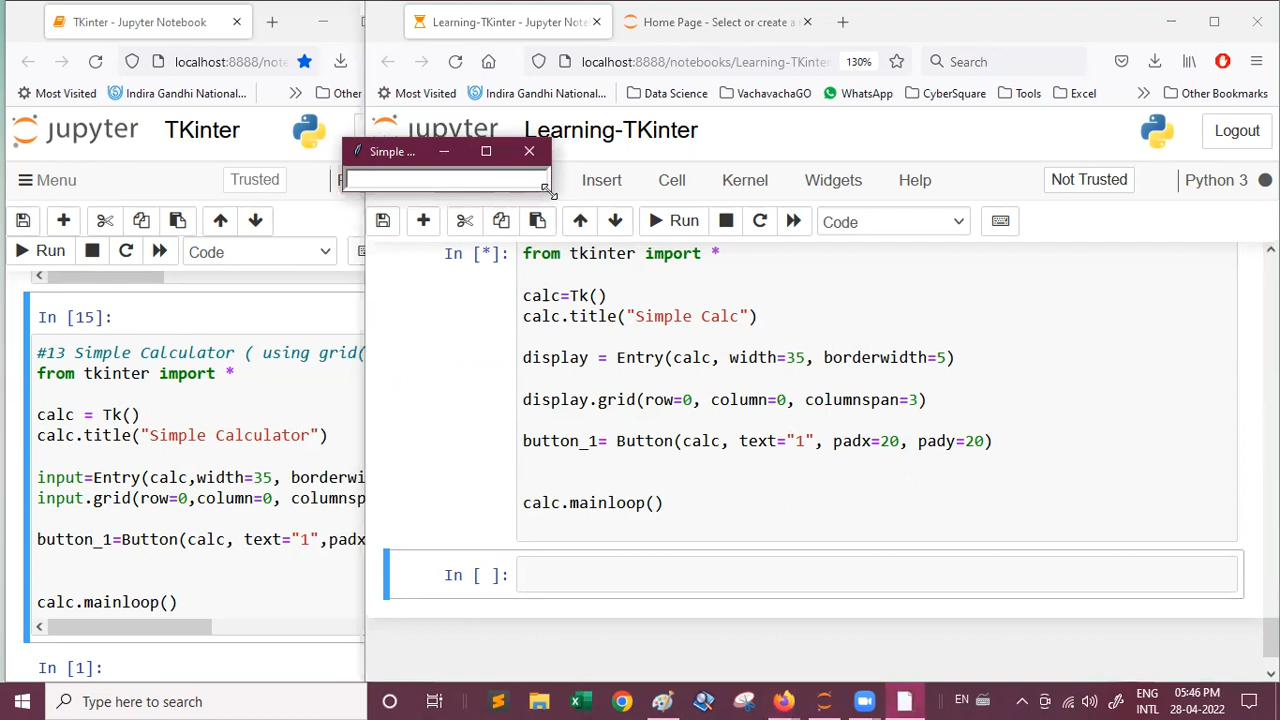 TKinter - Jupyter Notebook
localhost:8888/note
Most Visited
Indira Gandhi National...
Other
jupyter
TKinter
Menu
Trusted
Run
Code
In [15]:
#13 Simple Calculator ( using grid(
from tkinter import *
calc = Tk()
calc.title("Simple Calculator")
input=Entry(calc,width=35, borderwi
input.grid(row=0,column=0, columnsp
button_1=Button(calc, text="1",padx
calc.mainloop()
In [1]:
Learning-TKinter - Jupyter Note
Home Page - Select or create a
localhost:8888/notebooks/Learning-TKinter
130%
Search
Most Visited
Indira Gandhi National...
Data Science
VachavachaGO
WhatsApp
CyberSquare
Tools
Excel
Other Bookmarks
jupyter
Learning-TKinter
Logout
Simple ...
Insert
Cell
Kernel
Widgets
Help
Not Trusted
Python 3
Run
Code
In [*]:
from tkinter import *
calc=Tk()
calc.title("Simple Calc")
display = Entry(calc, width=35, borderwidth=5)
display.grid(row=0, column=0, columnspan=3)
button_1= Button(calc, text="1", padx=20, pady=20)
calc.mainloop()
In [ ]:
Type here to search
EN
ENG
INTL
05:46 PM
28-04-2022